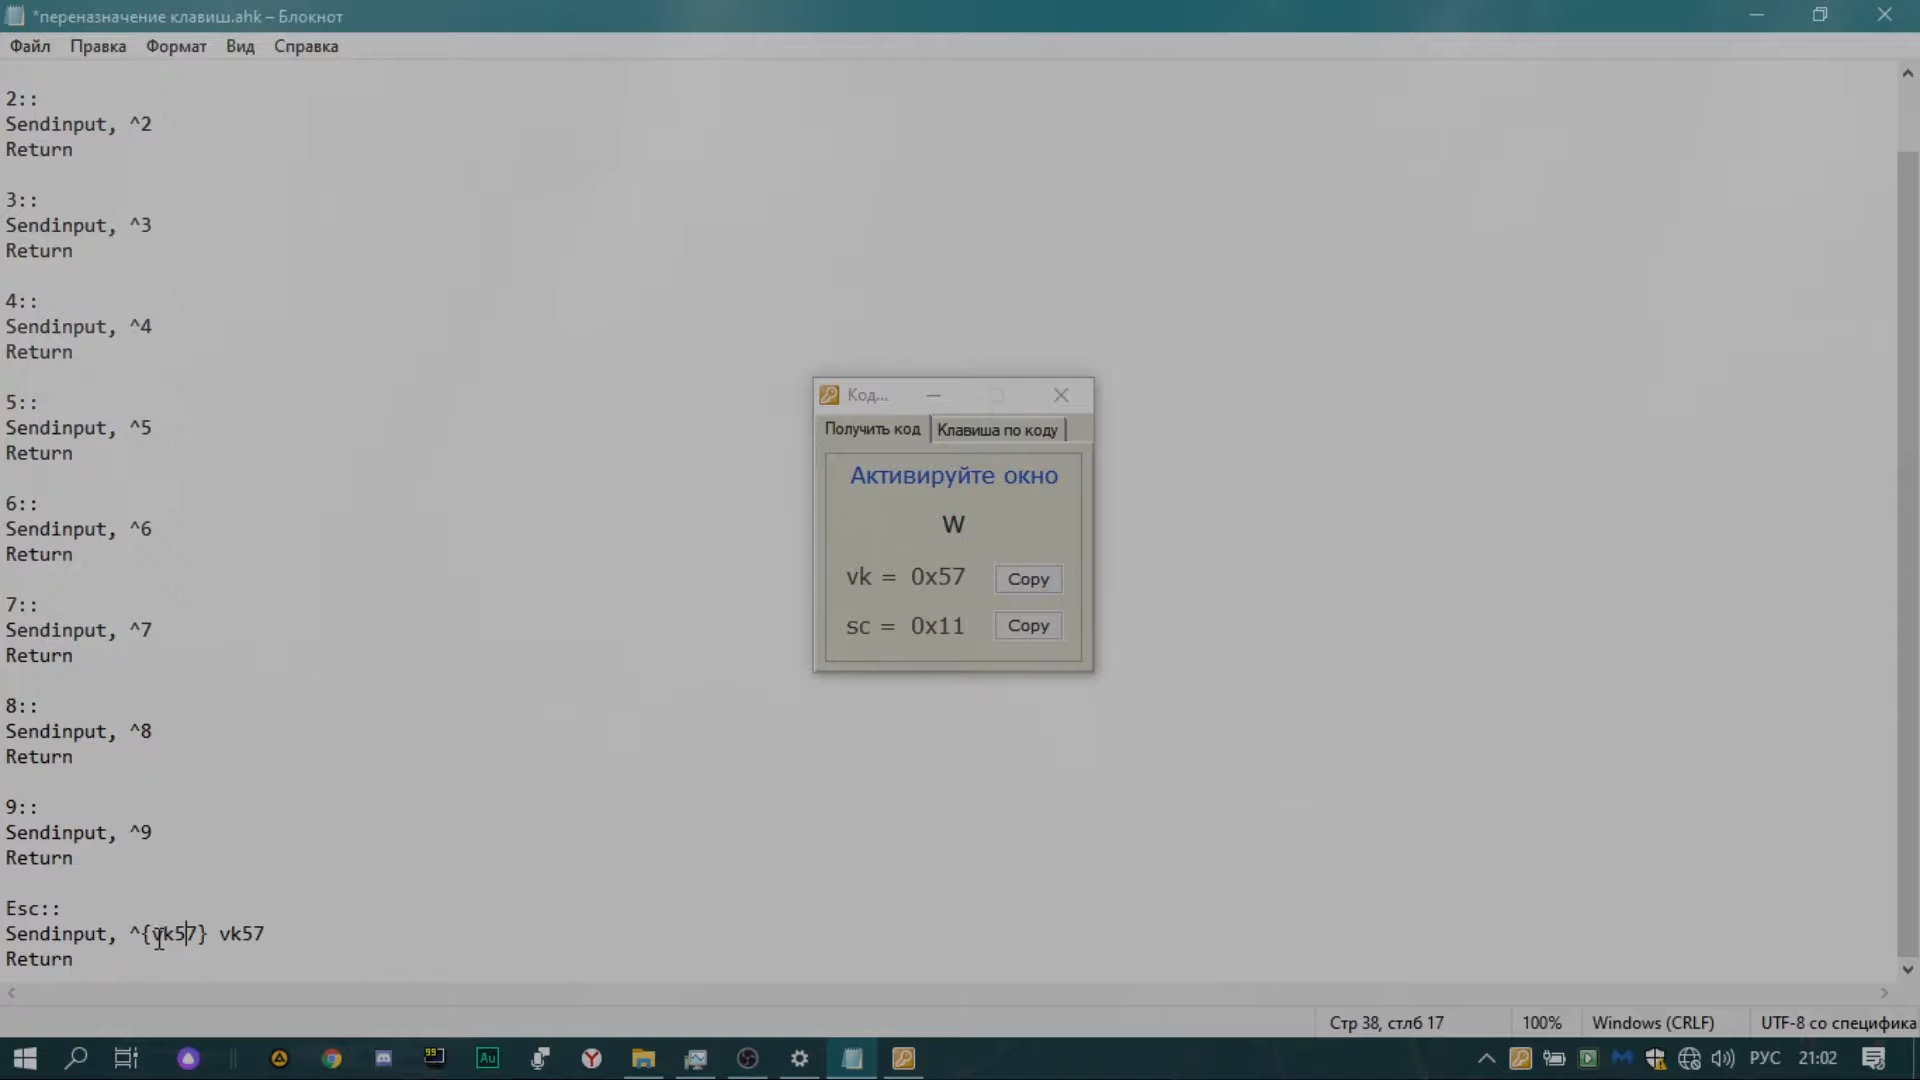 *переназначение клавиш.ahk – Блокнот
Файл Правка Формат Вид Справка
2::
Sendinput, ^2
Return
3::
Sendinput, ^3
Return
4::
Sendinput, ^4
Return
5::
Sendinput, ^5
Return
6::
Sendinput, ^6
Return
7::
Sendinput, ^7
Return
8::
Sendinput, ^8
Return
9::
Sendinput, ^9
Return
Esc::
Sendinput, ^{vk57} vk57
Return
Код...
Получить код Клавиша по коду
Активируйте окно
W
vk = 0x57 Copy
sc = 0x11 Copy
Стр 38, стлб 17 100% Windows (CRLF) UTF-8 со специфика
99 Au РУС 21:02